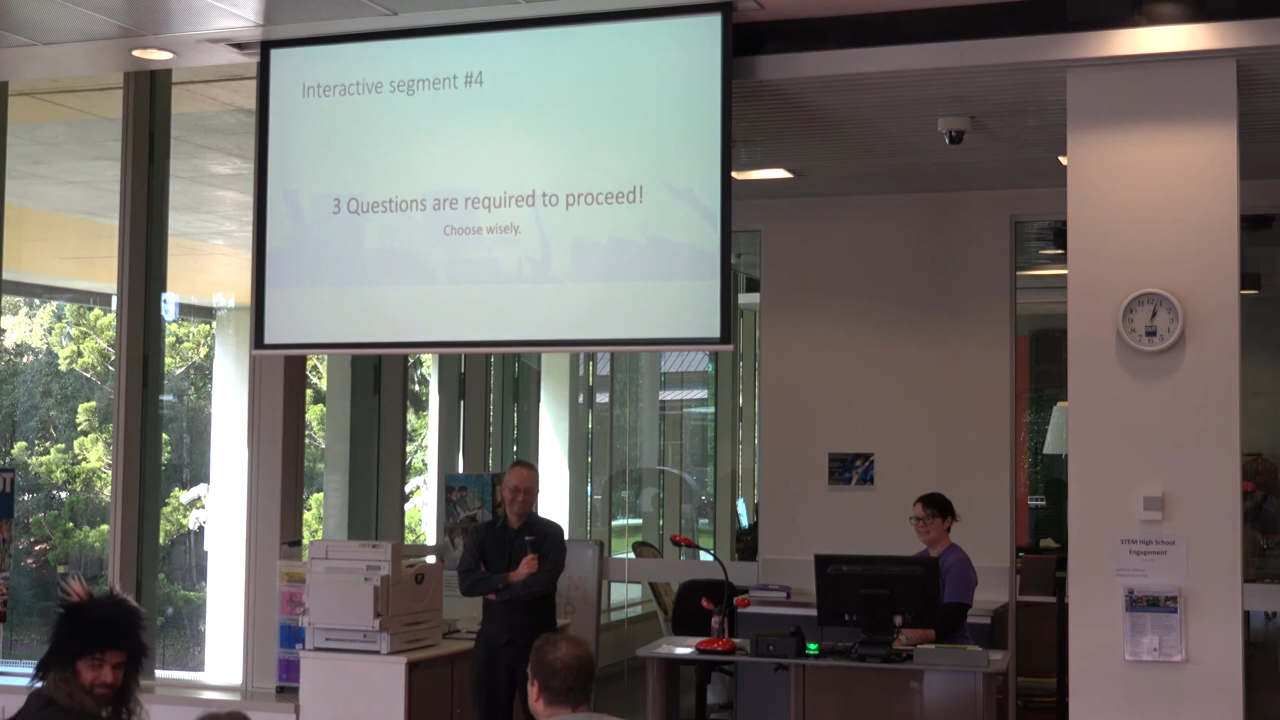 Interactive segment #4
3 Questions are required to proceed!
Choose wisely.
STEM High School
Engagement